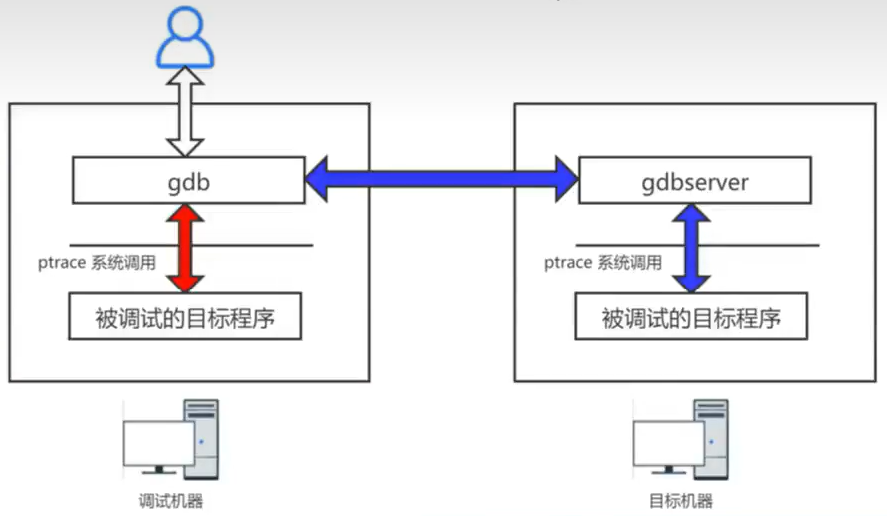 gdb
gdbserver
ptrace 系统调用
ptrace 系统调用
被调试的目标程序
被调试的目标程序
调试机器
目标机器